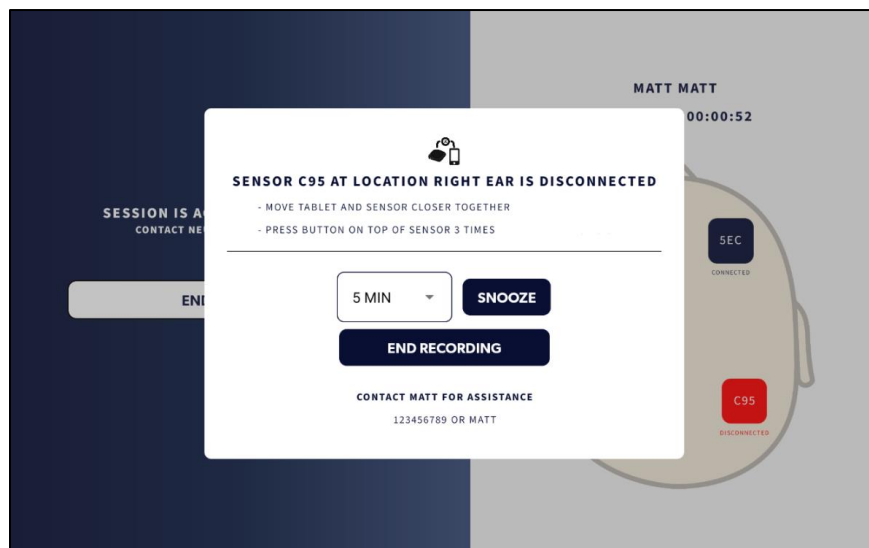 MATT MATT
00:00:52
SENSOR C95 AT LOCATION RIGHT EAR IS DISCONNECTED
- MOVE TABLET AND SENSOR CLOSER TOGETHER
- PRESS BUTTON ON TOP OF SENSOR 3 TIMES
SESSION IS A
CONTACT NE
END
5 MIN
SNOOZE
END RECORDING
CONTACT MATT FOR ASSISTANCE
123456789 OR MATT
5EC
CONNECTED
C95
DISCONNECTED